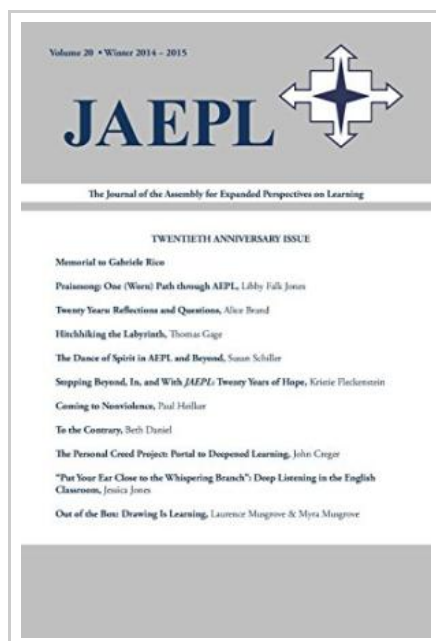 Volume 20 • Winter 2014 – 2015
JAEPL
The Journal of the Assembly for Expanded Perspectives on Learning
TWENTIETH ANNIVERSARY ISSUE
Memorial to Gabriele Rico
Praisesong: One (Worn) Path through AEPL, Libby Falk Jones
Twenty Years: Reflections and Questions, Alice Brand
Hitchhiking the Labyrinth, Thomas Gage
The Dance of Spirit in AEPL and Beyond, Susan Schiller
Stepping Beyond, In, and With JAEPL: Twenty Years of Hope, Kristie Fleckenstein
Coming to Nonviolence, Paul Heilker
To the Contrary, Beth Daniel
The Personal Creed Project: Portal to Deepened Learning, John Creger
“Put Your Ear Close to the Whispering Branch”: Deep Listening in the English
Classroom, Jessica Jones
Out of the Box: Drawing Is Learning, Laurence Musgrove & Myra Musgrove